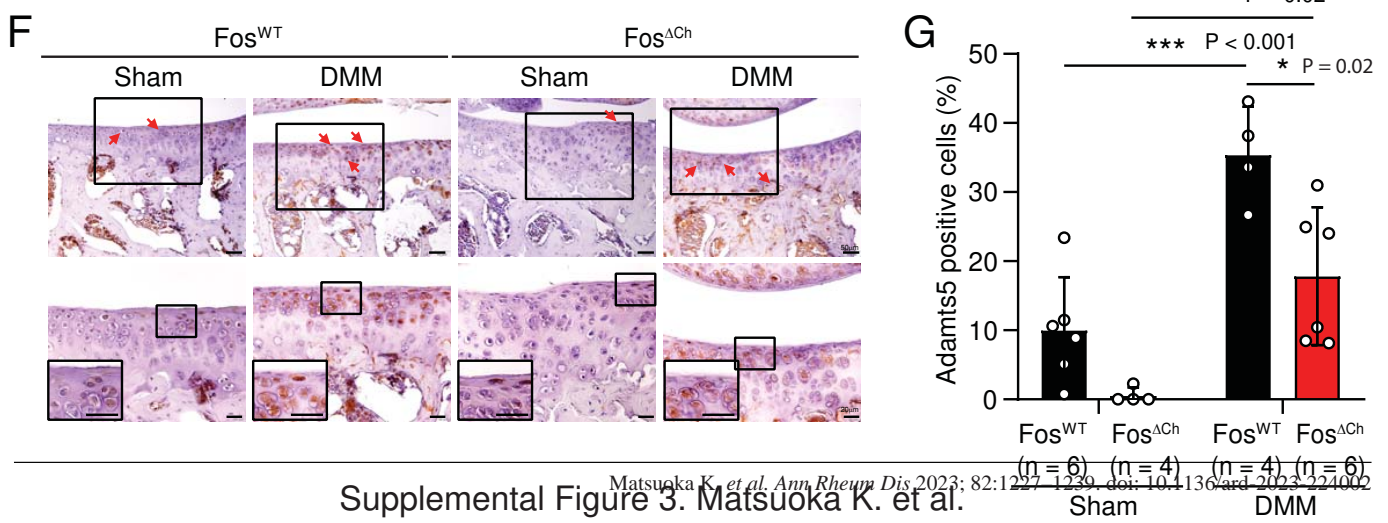 F
Fos^WT Fos^ΔCh
Sham DMM Sham DMM
50μm
20μm
G
*** P < 0.001
* P = 0.02
Adamts5 positive cells (%)
50
40
30
20
10
0
Fos^WT Fos^ΔCh Fos^WT Fos^ΔCh
(n = 6) (n = 4) (n = 4) (n = 6)
Sham DMM
Matsuoka K, et al. Ann Rheum Dis 2023; 82:1227–1239. doi: 10.1136/ard-2023-224002
Supplemental Figure 3. Matsuoka K. et al.